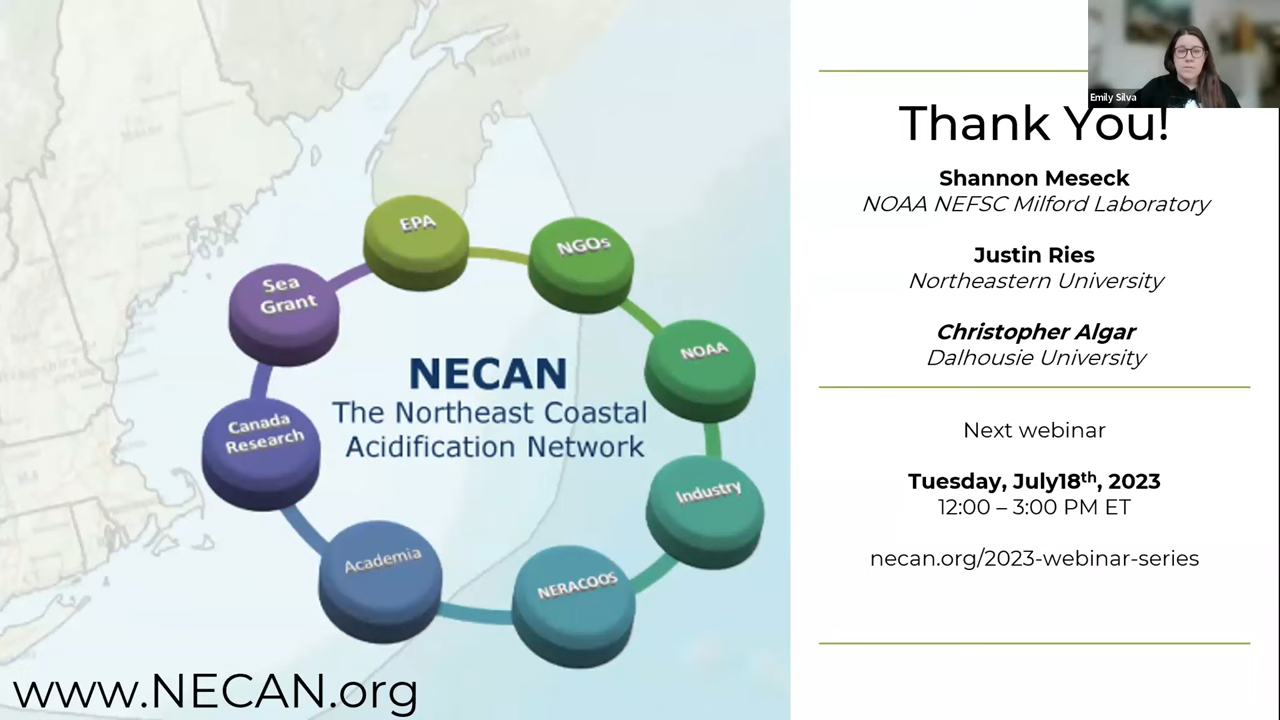 EPA
NGOs
Sea
Grant
NOAA
NECAN
The Northeast Coastal
Acidification Network
Canada
Research
Industry
Academia
NERACOOS
www.NECAN.org
Emily Silva
Thank You!
Shannon Meseck
NOAA NEFSC Milford Laboratory
Justin Ries
Northeastern University
Christopher Algar
Dalhousie University
Next webinar
Tuesday, July18th, 2023
12:00 – 3:00 PM ET
necan.org/2023-webinar-series